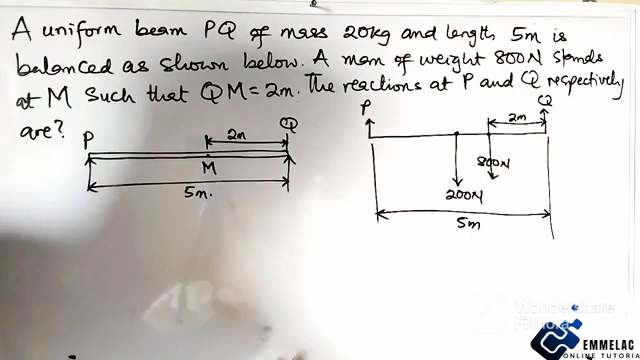 A uniform beam PQ of mass 20kg and length 5m is
balanced as shown below. A man of weight 800N stands
at M such that QM = 2m. The reactions at P and Q respectively
are?
P 2m Q
M
5m.
P Q
2m
800N
200N
5m
Wondershare
Filmora
EMMELAC
ONLINE TUTORIA